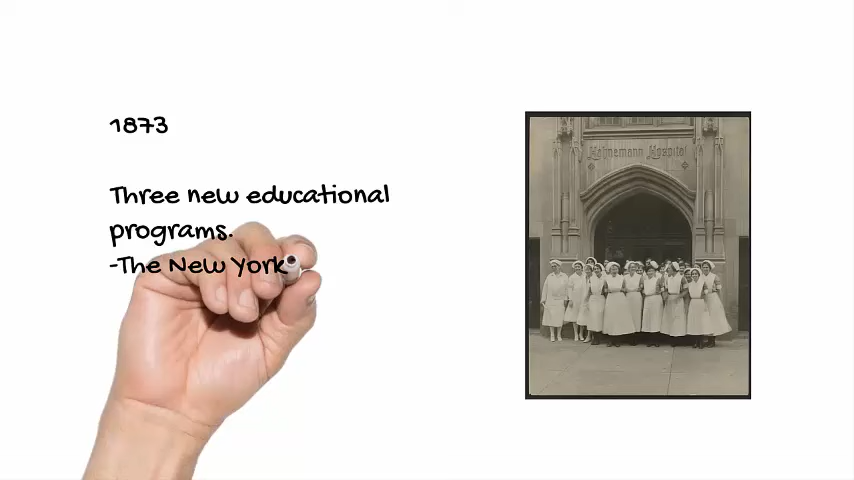 1873
Three new educational
programs.
-The New York
Hahnemann Hospital